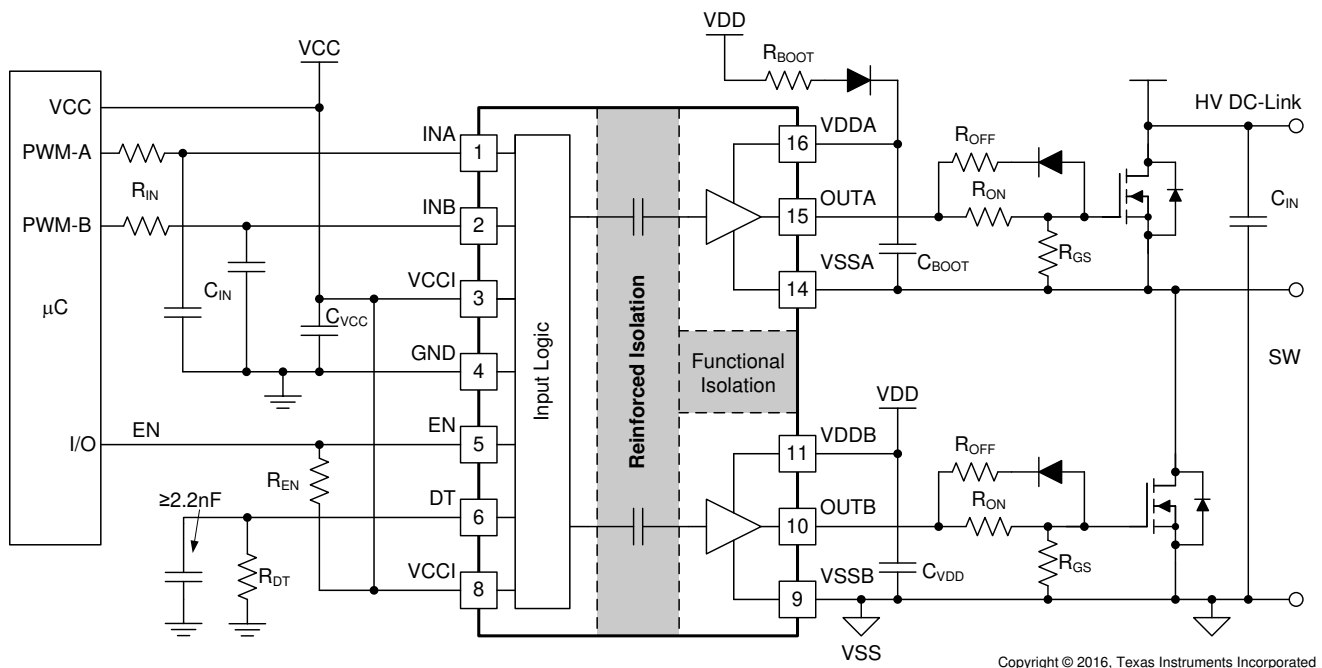 VDD
RBOOT
VCC
VCC
PWM-A
RIN
PWM-B
μC
CIN
CVCC
I/O
EN
REN
≥2.2nF
RDT
INA
1
INB
2
VCCI
3
GND
4
EN
5
DT
6
VCCI
8
Input Logic
Reinforced Isolation
Functional
Isolation
16
VDDA
15
OUTA
14
VSSA
CBOOT
ROFF
RON
RGS
HV DC-Link
CIN
SW
VDD
11
VDDB
10
OUTB
9
VSSB
CVDD
ROFF
RON
RGS
VSS
Copyright © 2016, Texas Instruments Incorporated